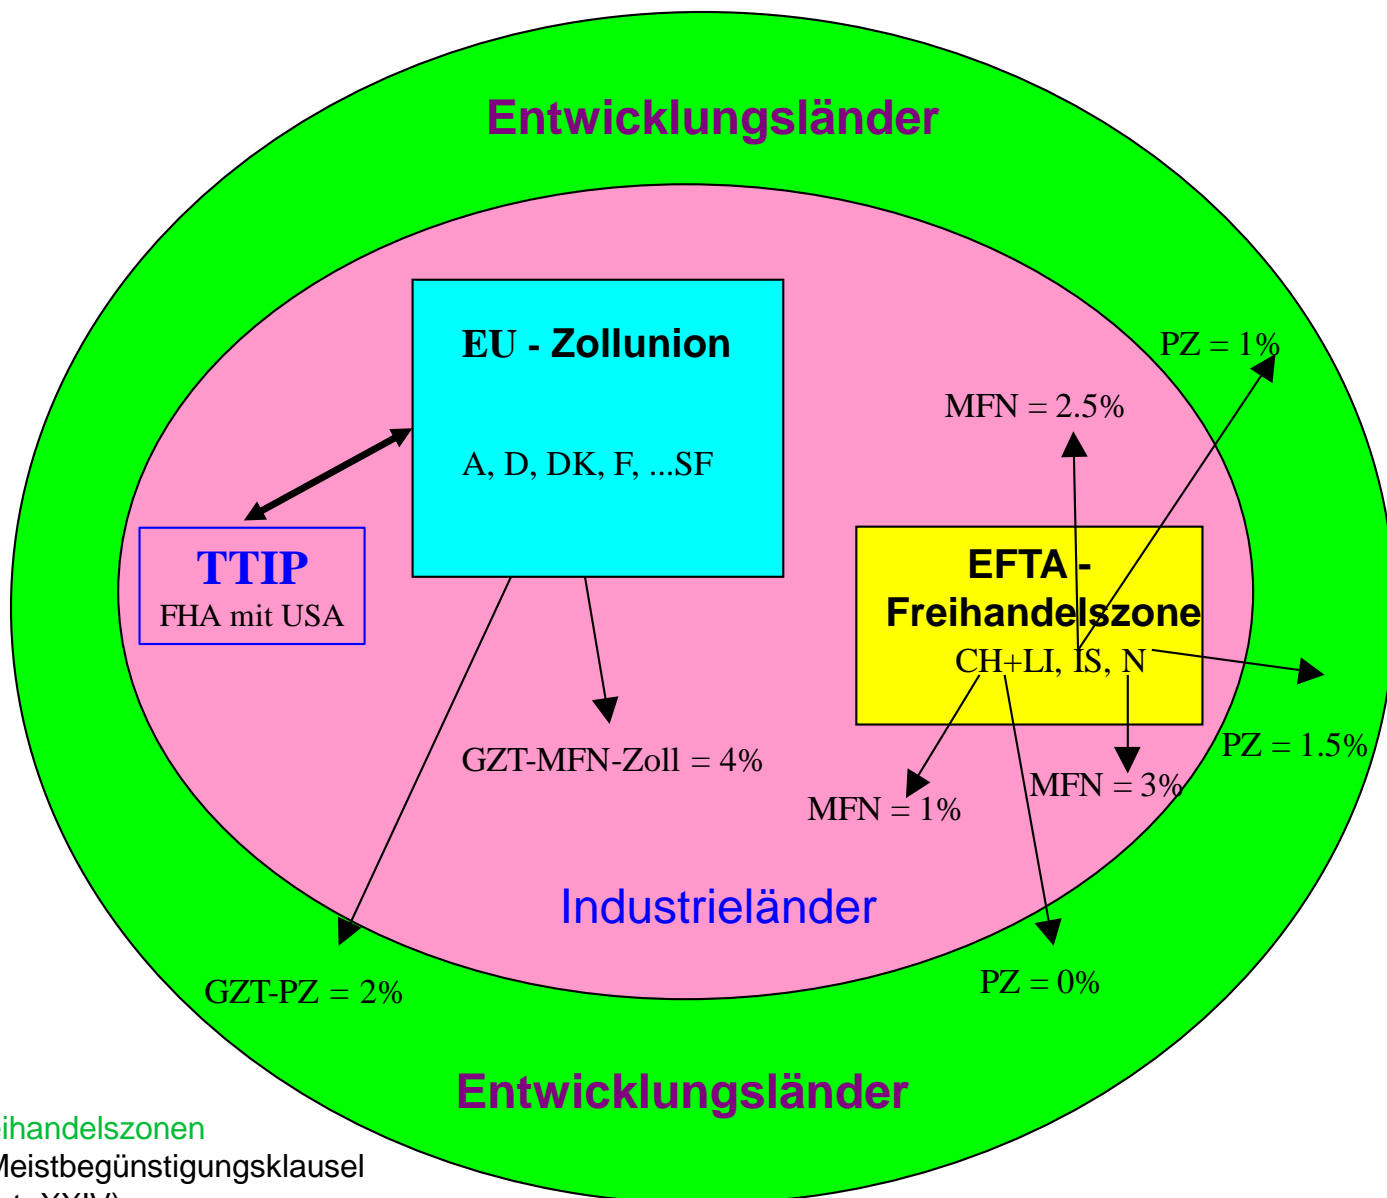 Entwicklungsländer
EU - Zollunion
A, D, DK, F, ...SF
PZ = 1%
MFN = 2.5%
TTIP
FHA mit USA
EFTA -
Freihandelszone
CH+LI, IS, N
GZT-MFN-Zoll = 4%
PZ = 1.5%
MFN = 3%
MFN = 1%
Industrieländer
GZT-PZ = 2%
PZ = 0%
Entwicklungsländer
eihandelszonen
Meistbegünstigungsklausel
XXIV)